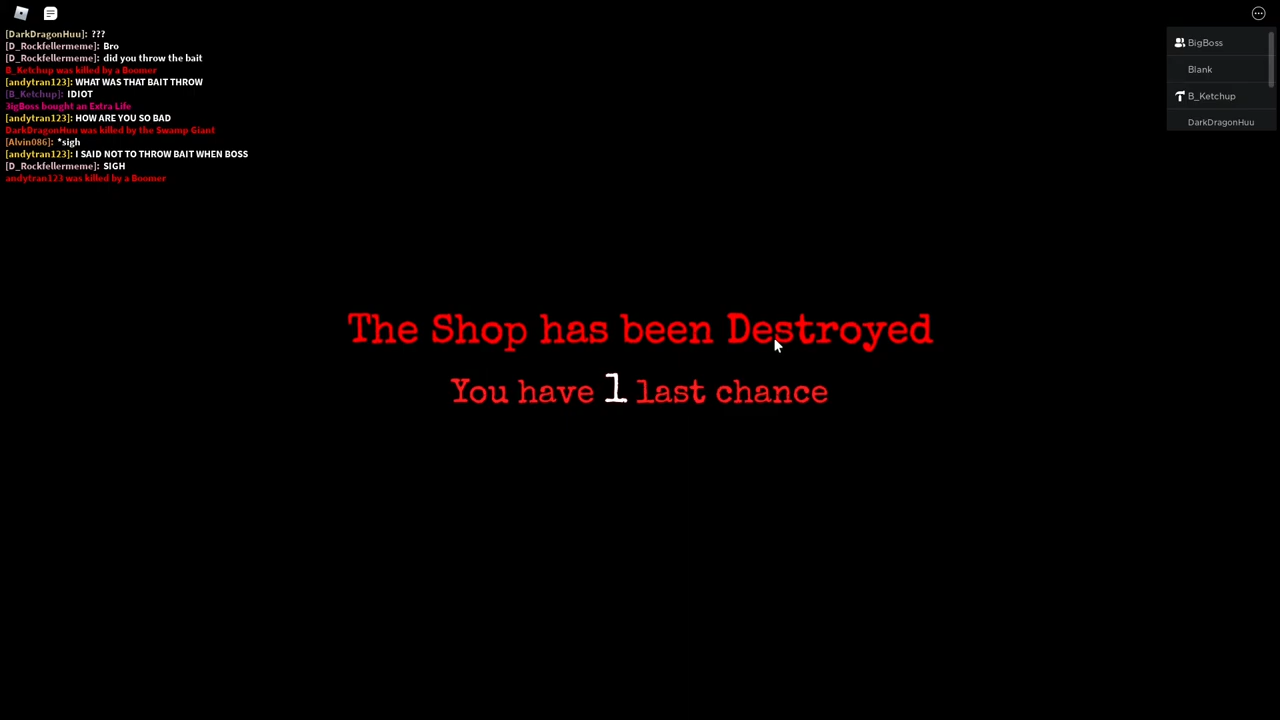 [DarkDragonHuu]: ???
[D_Rockfellermeme]: Bro
[D_Rockfellermeme]: did you throw the bait
B_Ketchup was killed by a Boomer
[andytran123]: WHAT WAS THAT BAIT THROW
[B_Ketchup]: IDIOT
3igBoss bought an Extra Life
[andytran123]: HOW ARE YOU SO BAD
DarkDragonHuu was killed by the Swamp Giant
[Alvin086]: *sigh
[andytran123]: I SAID NOT TO THROW BAIT WHEN BOSS
[D_Rockfellermeme]: SIGH
andytran123 was killed by a Boomer
BigBoss
Blank
B_Ketchup
DarkDragonHuu
The Shop has been Destroyed
You have 1 last chance